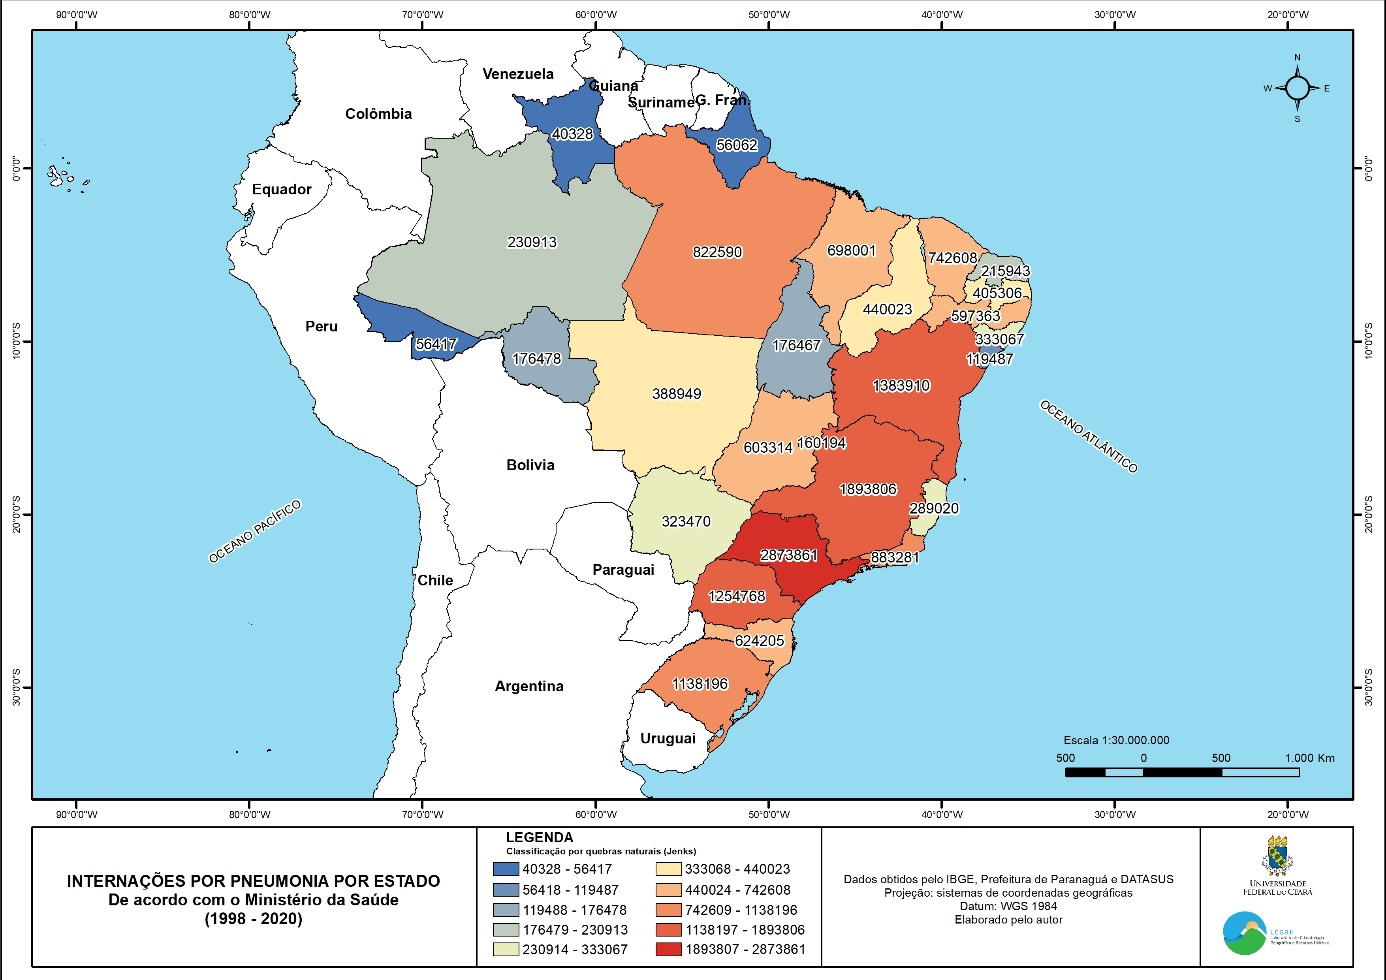 90°0'0"W 80°0'0"W 70°0'0"W 60°0'0"W 50°0'0"W 40°0'0"W 30°0'0"W 20°0'0"W
Venezuela
Guiana
Suriname
G. Fran.
Colômbia
Equador
Peru
Bolivia
Paraguai
Chile
Argentina
Uruguai
OCEANO PACÍFICO
OCEANO ATLÂNTICO
N
W E
S
0°0'0" 0°0'0"
10°0'0"S 10°0'0"S
20°0'0"S 20°0'0"S
30°0'0"S 30°0'0"S
40328
56062
230913
822590
698001
742608
215943
405306
440023
597363
333067
119487
56417
176478
176467
388949
1383910
603314
160194
1893806
289020
323470
2873861
883281
1254768
624205
1138196
Escala 1:30.000.000
500 0 500 1.000 Km
90°0'0"W 80°0'0"W 70°0'0"W 60°0'0"W 50°0'0"W 40°0'0"W 30°0'0"W 20°0'0"W
INTERNAÇÕES POR PNEUMONIA POR ESTADO
De acordo com o Ministério da Saúde
(1998 - 2020)
LEGENDA
Classificação por quebras naturais (Jenks)
40328 - 56417
56418 - 119487
119488 - 176478
176479 - 230913
230914 - 333067
333068 - 440023
440024 - 742608
742609 - 1138196
1138197 - 1893806
1893807 - 2873861
Dados obtidos pelo IBGE, Prefeitura de Paranaguá e DATASUS
Projeção: sistemas de coordenadas geográficas
Datum: WGS 1984
Elaborado pelo autor
UNIVERSIDADE
FEDERAL DO CEARÁ
LCGRH
Laboratório de Climatologia
Geográfica e Recursos Hídricos